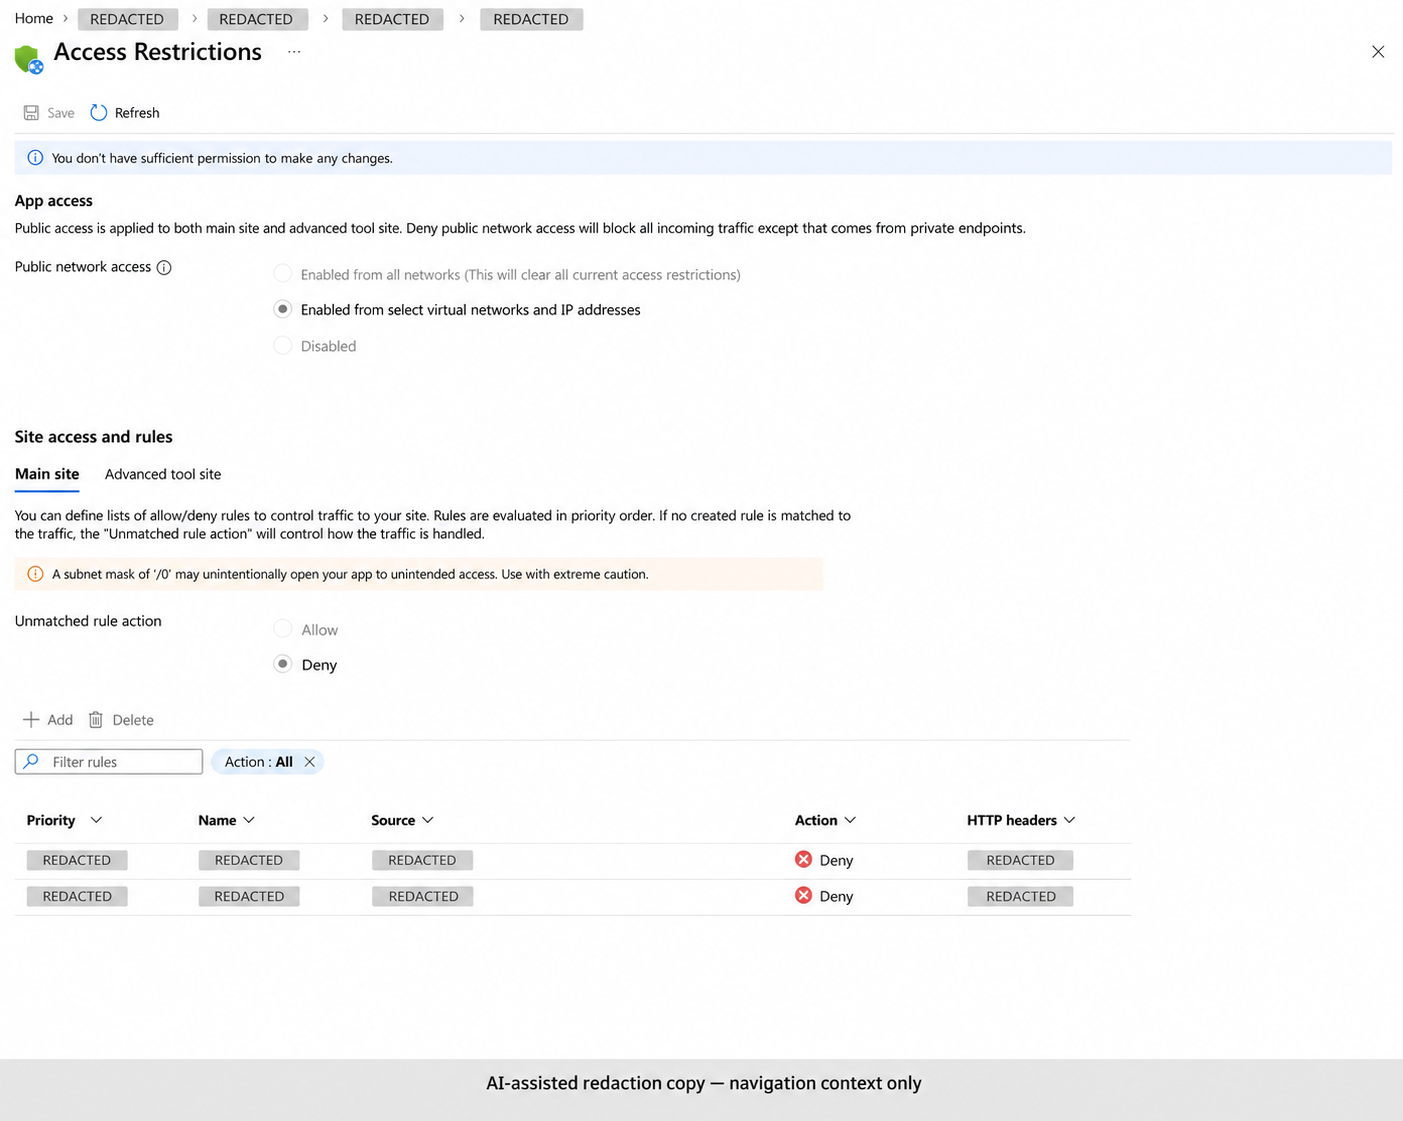 Home > REDACTED > REDACTED > REDACTED > REDACTED
Access Restrictions ...
Save Refresh
You don't have sufficient permission to make any changes.
App access
Public access is applied to both main site and advanced tool site. Deny public network access will block all incoming traffic except that comes from private endpoints.
Public network access
Enabled from all networks (This will clear all current access restrictions)
Enabled from select virtual networks and IP addresses
Disabled
Site access and rules
Main site Advanced tool site
You can define lists of allow/deny rules to control traffic to your site. Rules are evaluated in priority order. If no created rule is matched to
the traffic, the "Unmatched rule action" will control how the traffic is handled.
A subnet mask of '/0' may unintentionally open your app to unintended access. Use with extreme caution.
Unmatched rule action
Allow
Deny
Add Delete
Filter rules Action : All
Priority Name Source Action HTTP headers
REDACTED REDACTED REDACTED Deny REDACTED
REDACTED REDACTED REDACTED Deny REDACTED
AI-assisted redaction copy — navigation context only